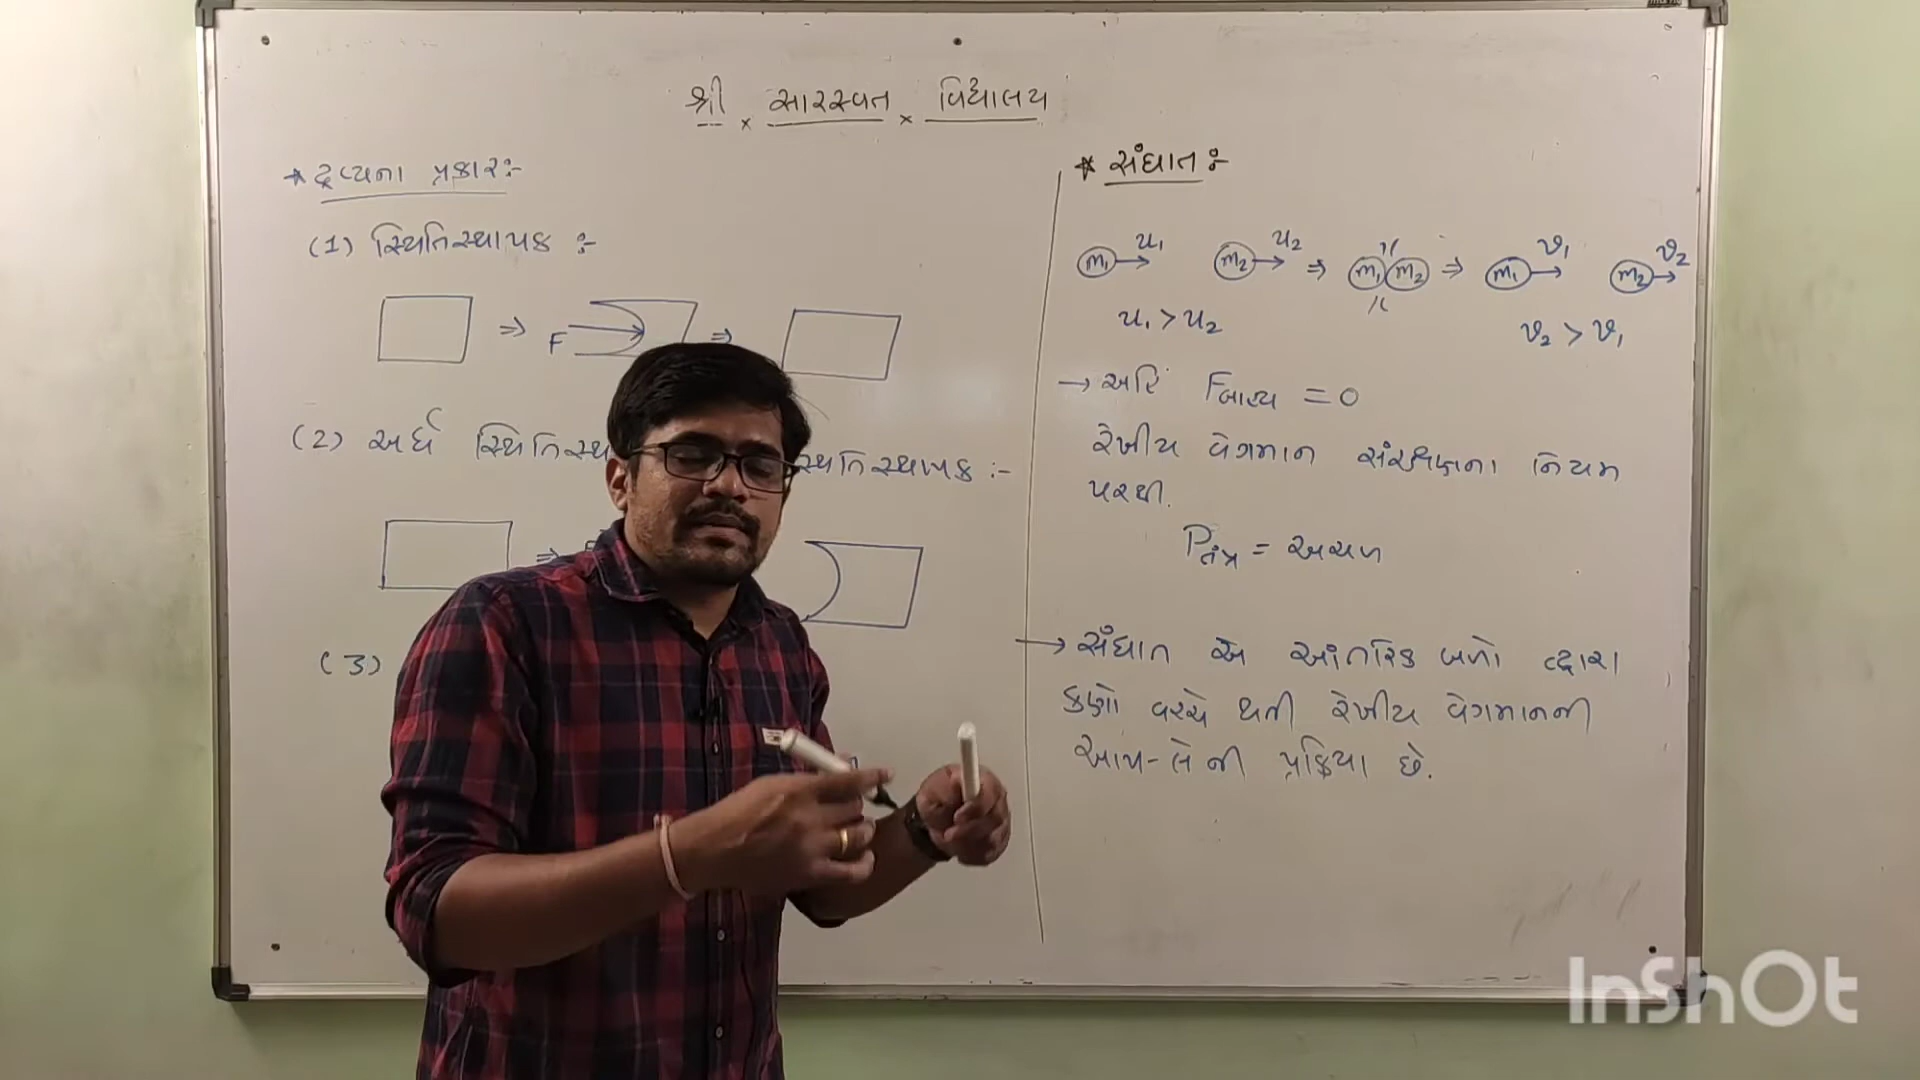 શ્રી × સારસ્વત × વિદ્યાલય
* દ્રવ્યના પ્રકાર :-
(1) સ્થિતિસ્થાપક :-
⇒ F ⇒
(2) અર્ધ સ્થિતિસ્થ સ્થિતિસ્થાપક :-
⇒
(3)
* સંઘાત :-
m₁ → u₁ m₂ → u₂ ⇒ m₁ m₂ ⇒ m₁ → v₁ m₂ → v₂
u₁ > u₂ v₂ > v₁
→ અહિં Fબાહ્ય = 0
રેખીય વેગમાન સંરક્ષણના નિયમ
પરથી.
Pતંત્ર = અચળ
→ સંઘાત એ આંતરિક બળો દ્વારા
કણો વચ્ચે થતી રેખીય વેગમાનની
આપ-લે ની પ્રક્રિયા છે.
InShOt